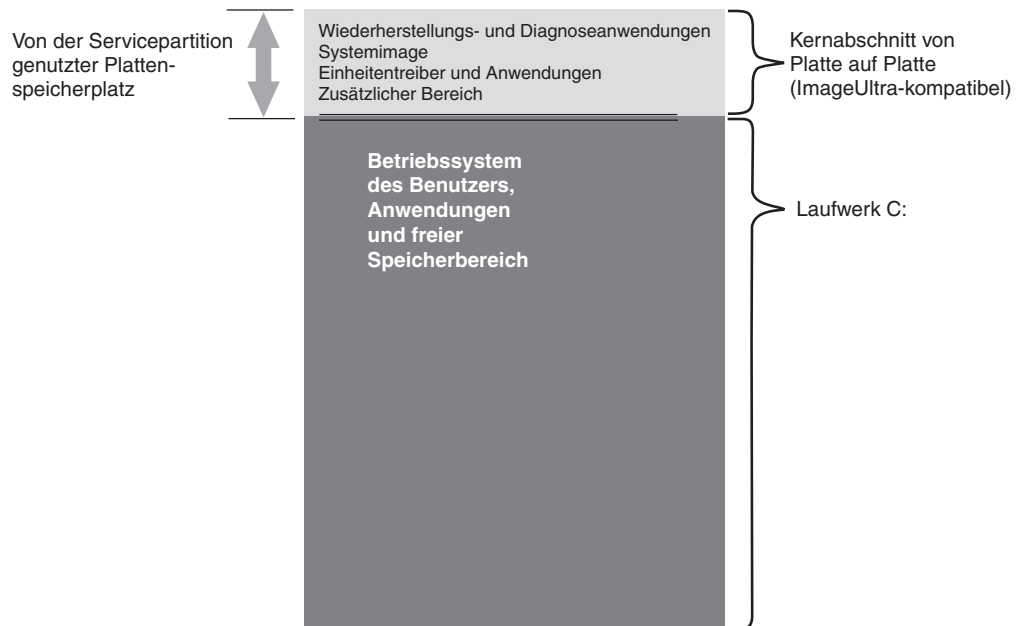 Von der Servicepartition
genutzter Platten-
speicherplatz
Wiederherstellungs- und Diagnoseanwendungen
Systemimage
Einheitentreiber und Anwendungen
Zusätzlicher Bereich
Kernabschnitt von
Platte auf Platte
(ImageUltra-kompatibel)
Betriebssystem
des Benutzers,
Anwendungen
und freier
Speicherbereich
Laufwerk C: